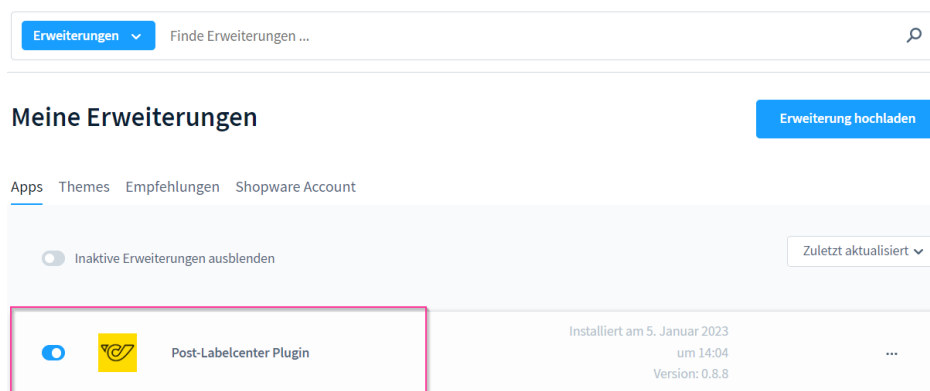 Erweiterungen
Finde Erweiterungen ...
Meine Erweiterungen
Erweiterung hochladen
Apps Themes Empfehlungen Shopware Account
Inaktive Erweiterungen ausblenden
Zuletzt aktualisiert
Post-Labelcenter Plugin
Installiert am 5. Januar 2023
um 14:04
Version: 0.8.8
...